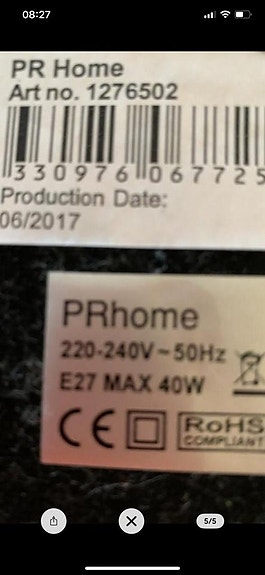 08:27
PR Home
Art no. 1276502
330976 067725
Production Date:
06/2017
PRhome
220-240V ~ 50Hz
E27 MAX 40W
CE
RoHS
COMPLIANT
5/5